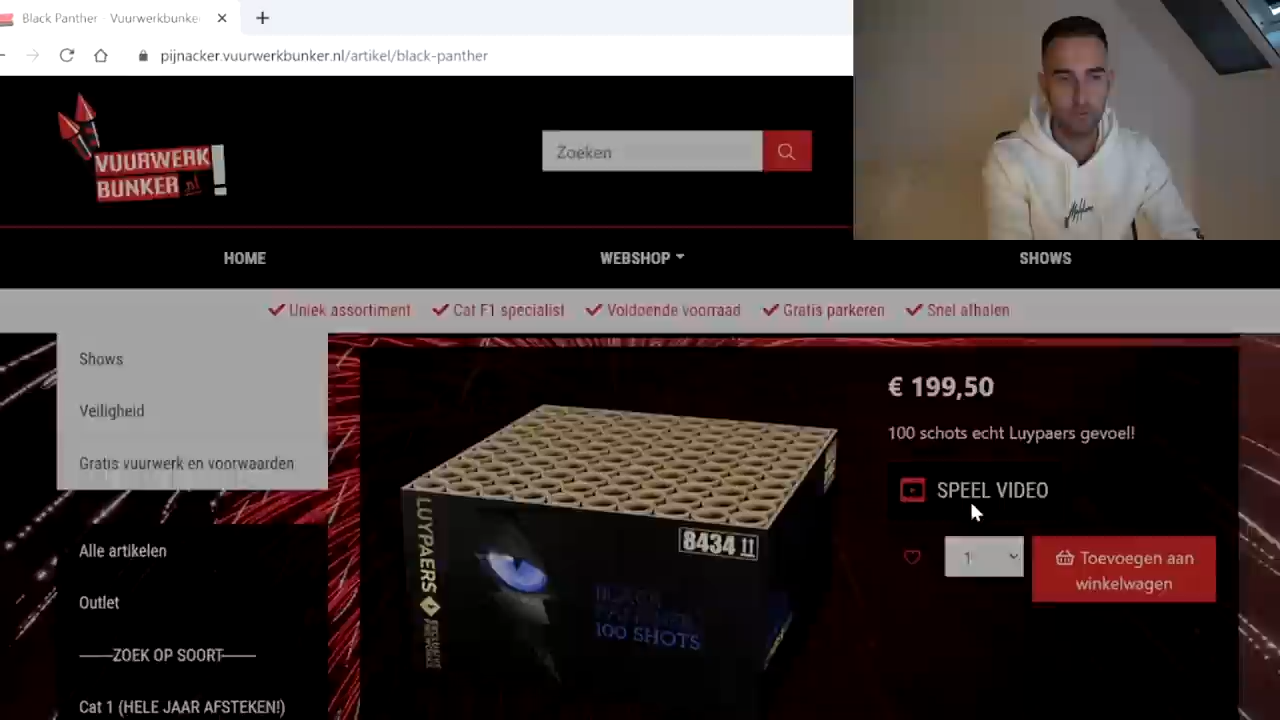 Black Panther - Vuurwerkbunke
pijnacker.vuurwerkbunker.nl/artikel/black-panther
VUURWERK
BUNKER.nl!
Zoeken
HOME
WEBSHOP
SHOWS
Uniek assortiment
Cat F1 specialist
Voldoende voorraad
Gratis parkeren
Snel afhalen
Shows
Veiligheid
Gratis vuurwerk en voorwaarden
Alle artikelen
Outlet
ZOEK OP SOORT
Cat 1 (HELE JAAR AFSTEKEN!)
LUYPAERS
8434
BLACK
PANTHER
100 SHOTS
€ 199,50
100 schots echt Luypaers gevoel!
SPEEL VIDEO
1
Toevoegen aan
winkelwagen